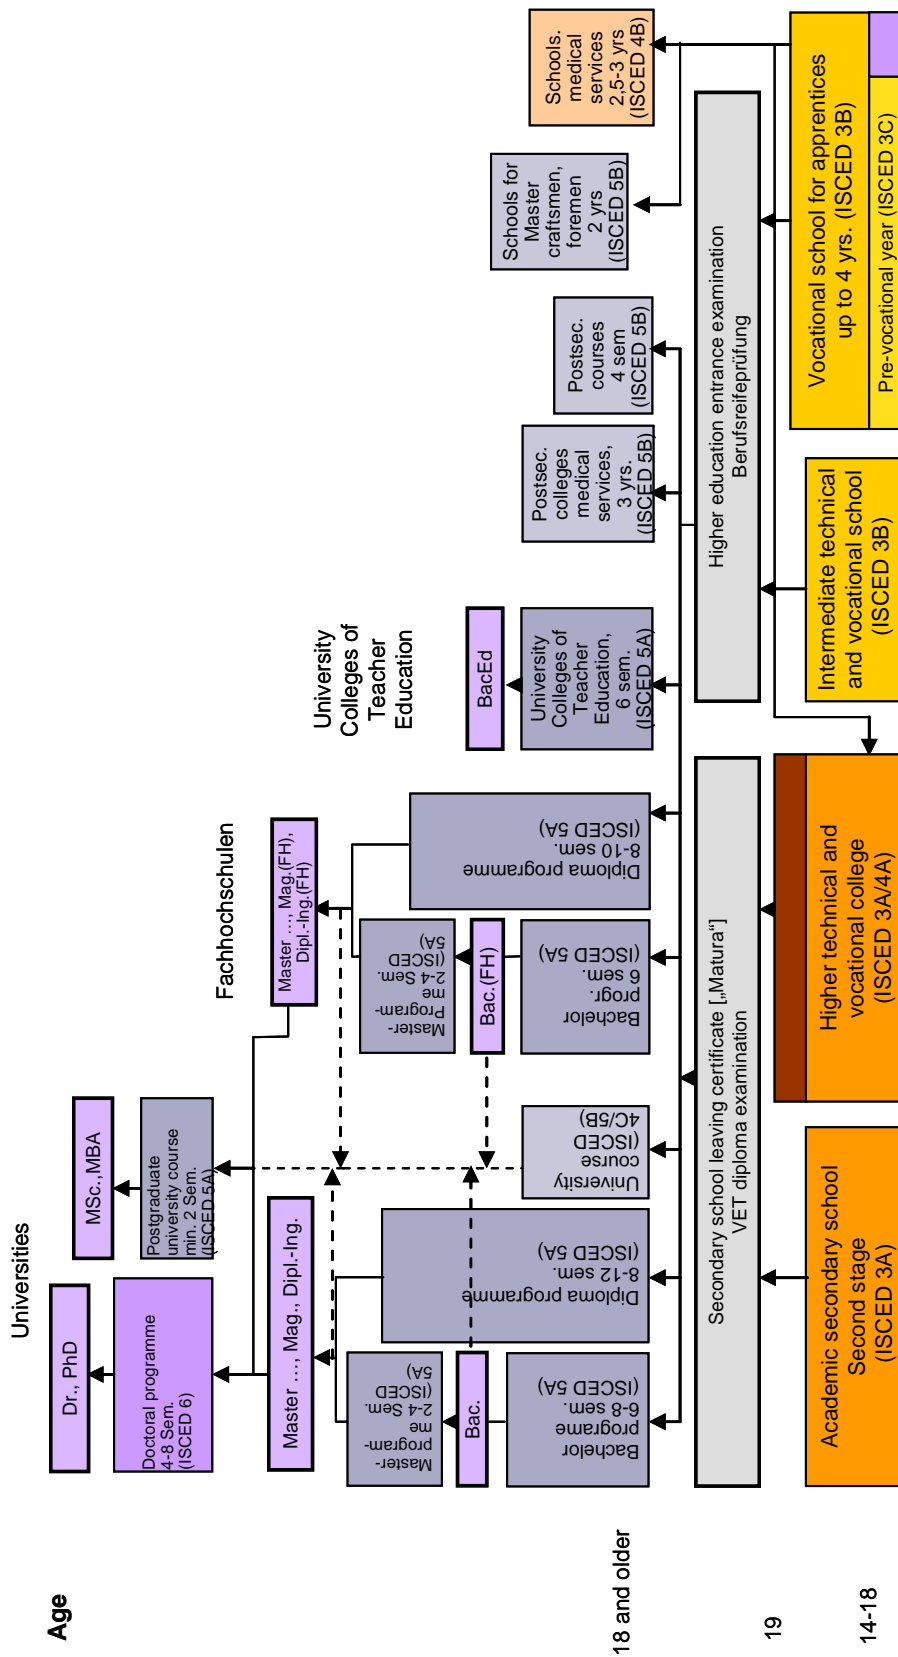 Age
Universities
Dr., PhD
MSc.,MBA
Doctoral programme
4-8 Sem.
(ISCED 6)
Postgraduate
university course
min. 2 Sem.
(ISCED 5A)
Fachhochschulen
Master ..., Mag., Dipl.-Ing.
Master ..., Mag.(FH),
Dipl.-Ing.(FH)
University
Colleges of
Teacher
Education
Master-
program-
me
2-4 Sem.
(ISCED
5A)
Bac.
Bachelor
programe
6-8 sem.
(ISCED 5A)
Diploma programme
8-12 sem.
(ISCED 5A)
University
course
(ISCED
4C/5B)
Master-
Program-
me
2-4 Sem.
(ISCED
5A)
Bac.(FH)
Bachelor
progr.
6 sem.
(ISCED 5A)
Diploma programme
8-10 sem.
(ISCED 5A)
BacEd
University
Colleges of
Teacher
Education,
6 sem.
(ISCED 5A)
Postsec.
colleges
medical
services,
3 yrs.
(ISCED 5B)
Postsec.
courses
4 sem
(ISCED 5B)
Schools for
Master
craftsmen,
foremen
2 yrs
(ISCED 5B)
Schools.
medical
services
2,5-3 yrs
(ISCED 4B)
18 and older
19
Secondary school leaving certificate [„Matura“]
VET diploma examination
Higher education entrance examination
Berufsreifeprüfung
14-18
Academic secondary school
Second stage
(ISCED 3A)
Higher technical and
vocational college
(ISCED 3A/4A)
Intermediate technical
and vocational school
(ISCED 3B)
Vocational school for apprentices
up to 4 yrs. (ISCED 3B)
Pre-vocational year (ISCED 3C)